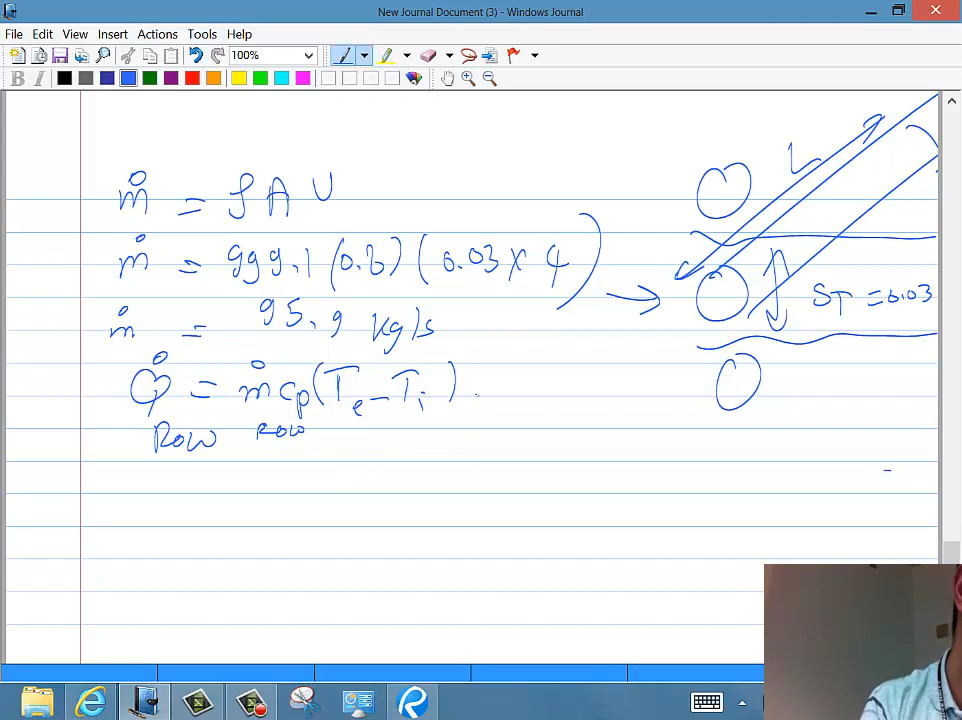 New Journal Document (3) - Windows Journal
File Edit View Insert Actions Tools Help
100%
B I
ṁ = ρ A V
ṁ = 999.1 (0.8) (0.03 x 4)
ṁ = 95.9 kg/s
Q̇ = ṁ cp (Te - Ti)
ROW ROW
L
ST = 0.03